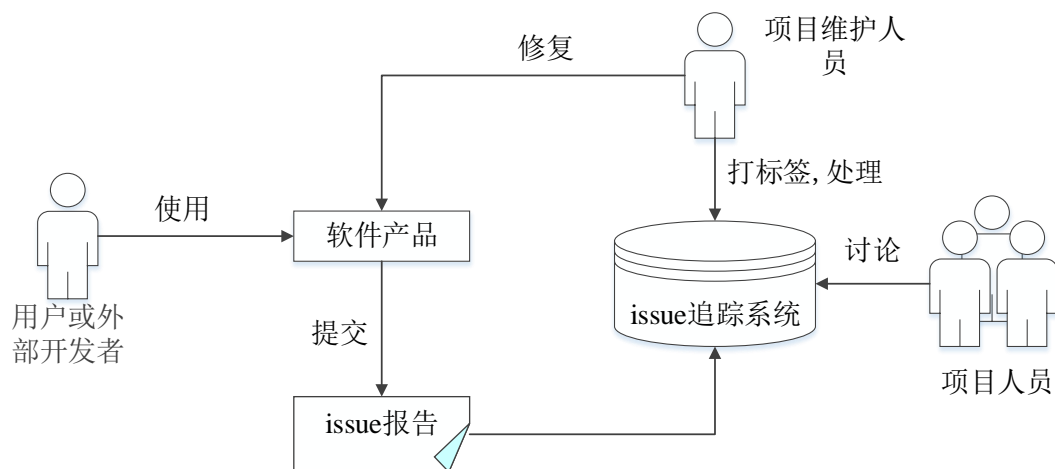 项目维护人
员
修复
打标签,处理
使用
软件产品
讨论
issue追踪系统
用户或外
部开发者
提交
项目人员
issue报告